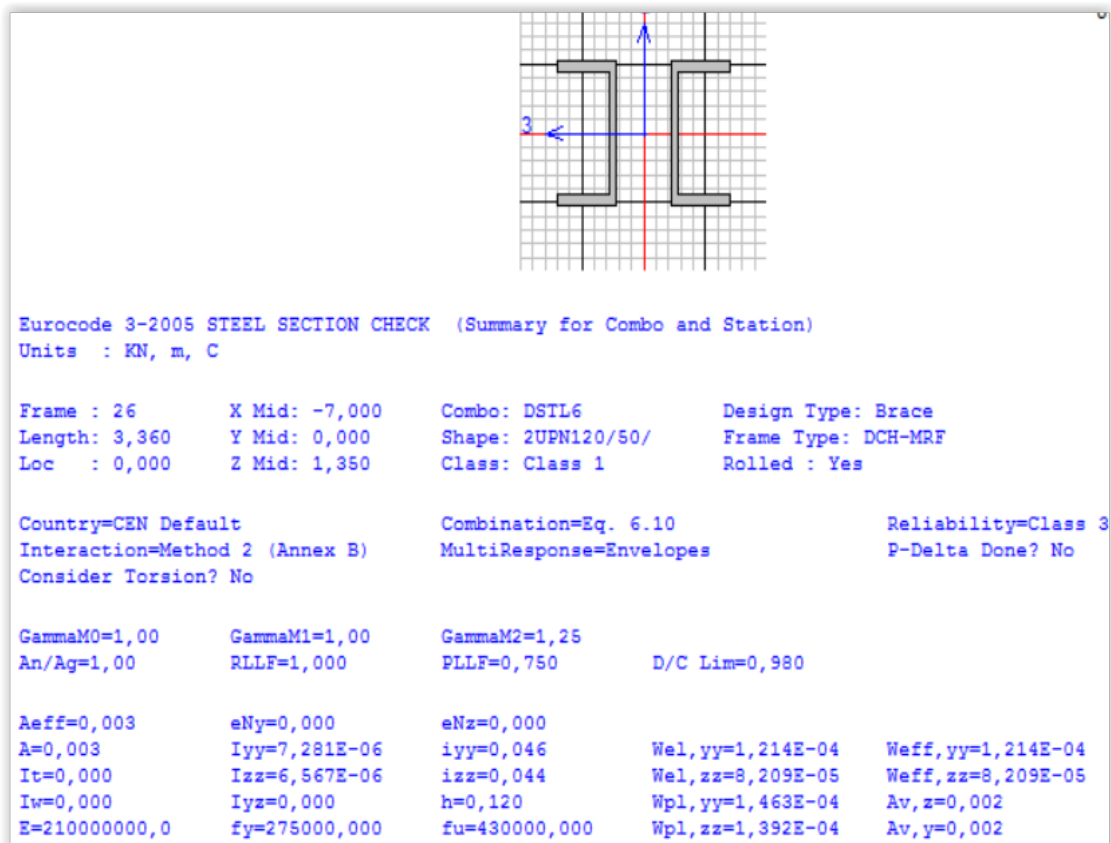 3
Eurocode 3-2005 STEEL SECTION CHECK (Summary for Combo and Station)
Units : KN, m, C
Frame : 26 X Mid: -7,000 Combo: DSTL6 Design Type: Brace
Length: 3,360 Y Mid: 0,000 Shape: 2UPN120/50/ Frame Type: DCH-MRF
Loc : 0,000 Z Mid: 1,350 Class: Class 1 Rolled : Yes
Country=CEN Default Combination=Eq. 6.10 Reliability=Class 3
Interaction=Method 2 (Annex B) MultiResponse=Envelopes P-Delta Done? No
Consider Torsion? No
GammaM0=1,00 GammaM1=1,00 GammaM2=1,25
An/Ag=1,00 RLLF=1,000 PLLF=0,750 D/C Lim=0,980
Aeff=0,003 eNy=0,000 eNz=0,000
A=0,003 Iyy=7,281E-06 iyy=0,046 Wel,yy=1,214E-04 Weff,yy=1,214E-04
It=0,000 Izz=6,567E-06 izz=0,044 Wel,zz=8,209E-05 Weff,zz=8,209E-05
Iw=0,000 Iyz=0,000 h=0,120 Wpl,yy=1,463E-04 Av,z=0,002
E=210000000,0 fy=275000,000 fu=430000,000 Wpl,zz=1,392E-04 Av,y=0,002